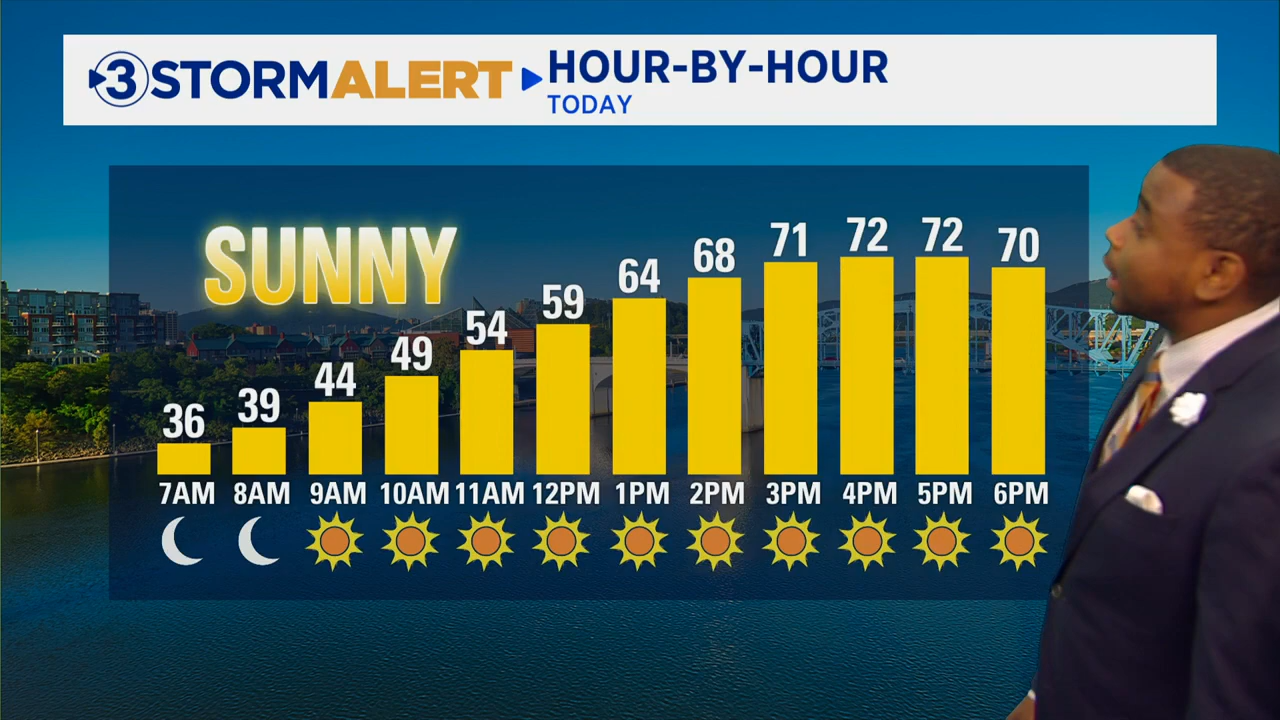 3 STORMALERT
HOUR-BY-HOUR
TODAY
SUNNY
36 39 44 49 54 59 64 68 71 72 72 70
7AM 8AM 9AM 10AM 11AM 12PM 1PM 2PM 3PM 4PM 5PM 6PM